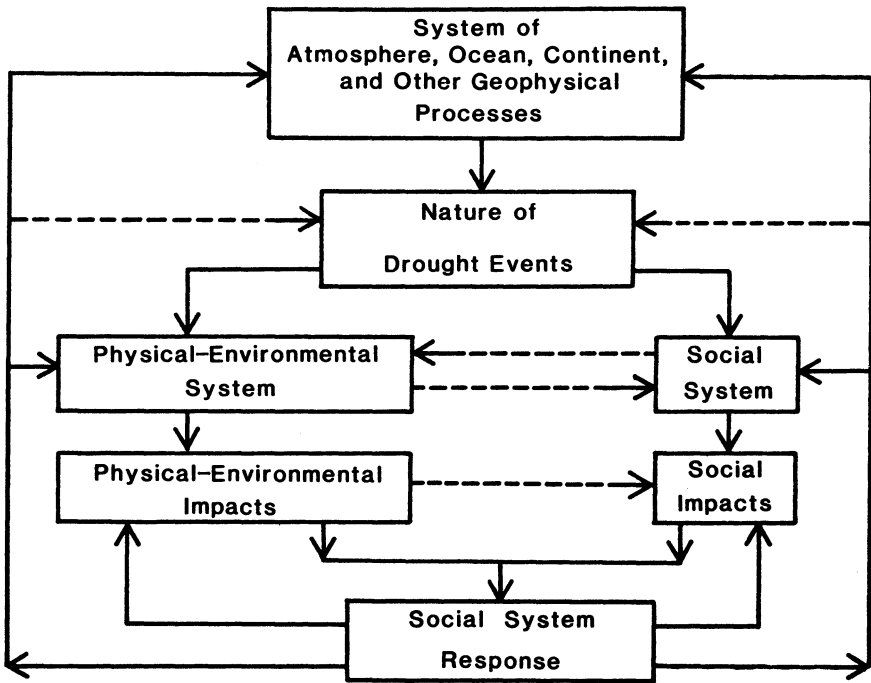 System of
Atmosphere, Ocean, Continent,
and Other Geophysical
Processes
Nature of
Drought Events
Physical-Environmental
System
Social
System
Physical-Environmental
Impacts
Social
Impacts
Social System
Response